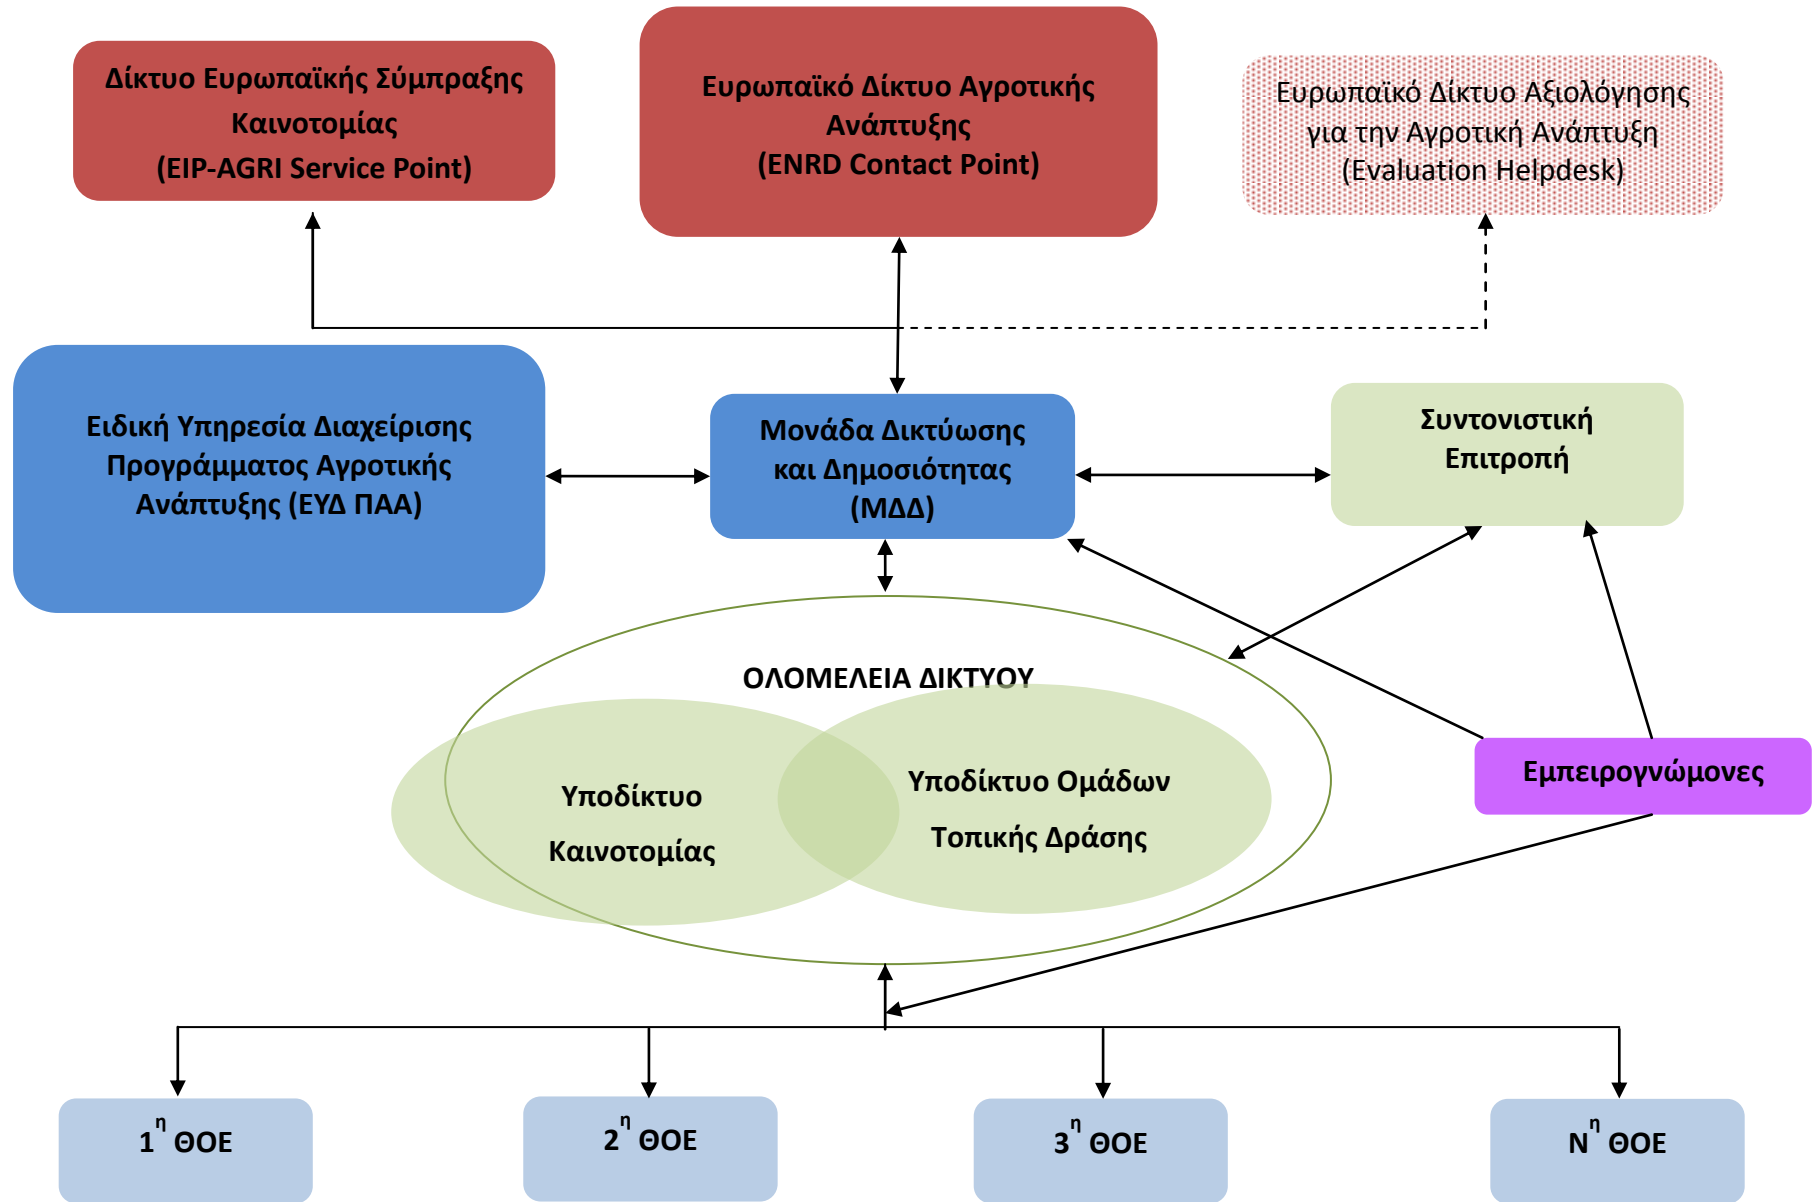 Δίκτυο Ευρωπαϊκής Σύμπραξης
Καινοτομίας
(EIP-AGRI Service Point)
Ευρωπαϊκό Δίκτυο Αγροτικής
Ανάπτυξης
(ENRD Contact Point)
Ευρωπαϊκό Δίκτυο Αξιολόγησης
για την Αγροτική Ανάπτυξη
(Evaluation Helpdesk)
Ειδική Υπηρεσία Διαχείρισης
Προγράμματος Αγροτικής
Ανάπτυξης (ΕΥΔ ΠΑΑ)
Μονάδα Δικτύωσης
και Δημοσιότητας
(ΜΔΔ)
Συντονιστική
Επιτροπή
ΟΛΟΜΕΛΕΙΑ ΔΙΚΤΥΟΥ
Υποδίκτυο
Καινοτομίας
Υποδίκτυο Ομάδων
Τοπικής Δράσης
Εμπειρογνώμονες
1η ΘΟΕ
2η ΘΟΕ
3η ΘΟΕ
Νη ΘΟΕ